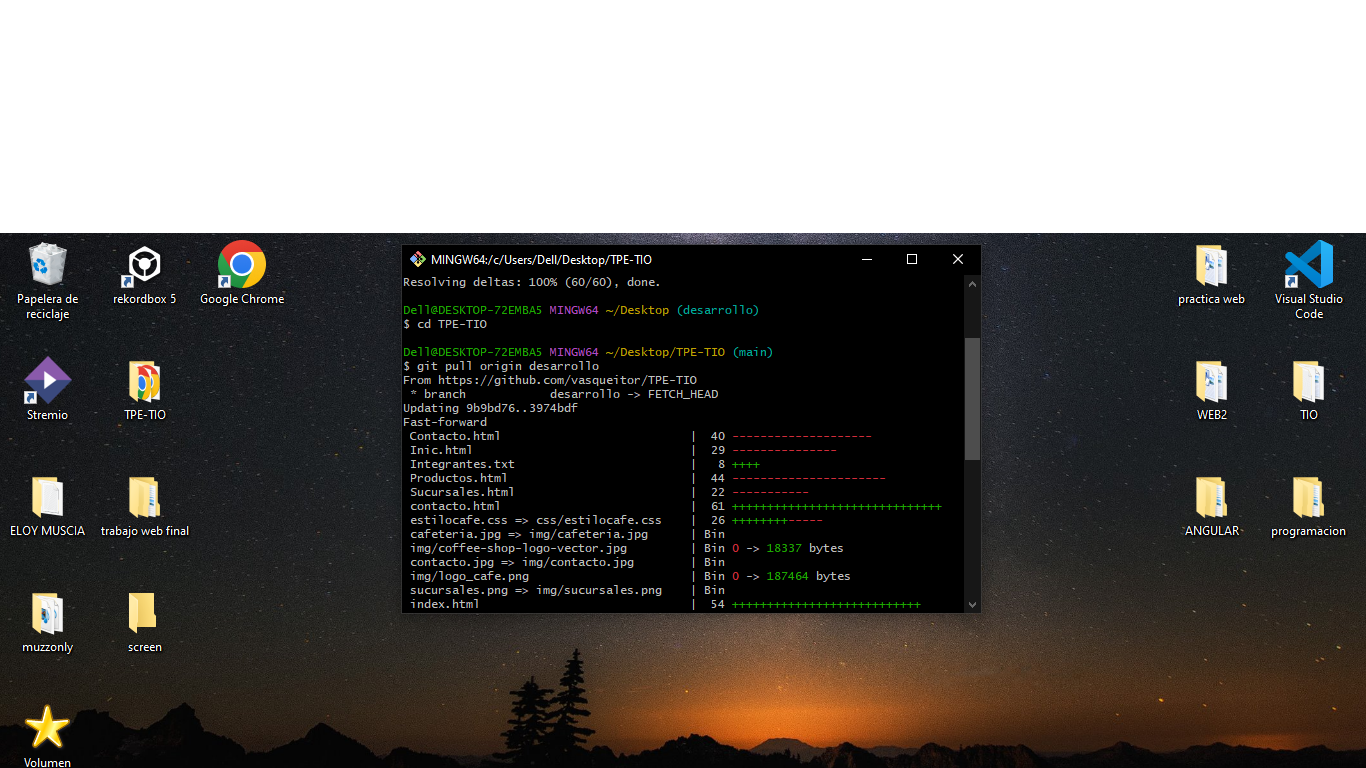 Papelera de
reciclaje
rekordbox 5
Google Chrome
Stremio
TPE-TIO
ELOY MUSCIA
trabajo web final
muzzonly
screen
Volumen
MINGW64:/c/Users/Dell/Desktop/TPE-TIO
Resolving deltas: 100% (60/60), done.
Dell@DESKTOP-72EMBA5 MINGW64 ~/Desktop (desarrollo)
$ cd TPE-TIO
Dell@DESKTOP-72EMBA5 MINGW64 ~/Desktop/TPE-TIO (main)
$ git pull origin desarrollo
From https://github.com/vasqueitor/TPE-TIO
 * branch            desarrollo -> FETCH_HEAD
Updating 9b9bd76..3974bdf
Fast-forward
 Contacto.html                           |  40 --------------------
 Inic.html                               |  29 ---------------
 Integrantes.txt                         |   8 ++++
 Productos.html                          |  44 ----------------------
 Sucursales.html                         |  22 -----------
 contacto.html                           |  61 ++++++++++++++++++++++++++++++
 estilocafe.css => css/estilocafe.css    |  26 ++++++++-----
 cafeteria.jpg => img/cafeteria.jpg      | Bin
 img/coffee-shop-logo-vector.jpg         | Bin 0 -> 18337 bytes
 contacto.jpg => img/contacto.jpg        | Bin
 img/logo_cafe.png                       | Bin 0 -> 187464 bytes
 sucursales.png => img/sucursales.png    | Bin
 index.html                              |  54 +++++++++++++++++++++++++++
practica web
Visual Studio
Code
WEB2
TIO
ANGULAR
programacion